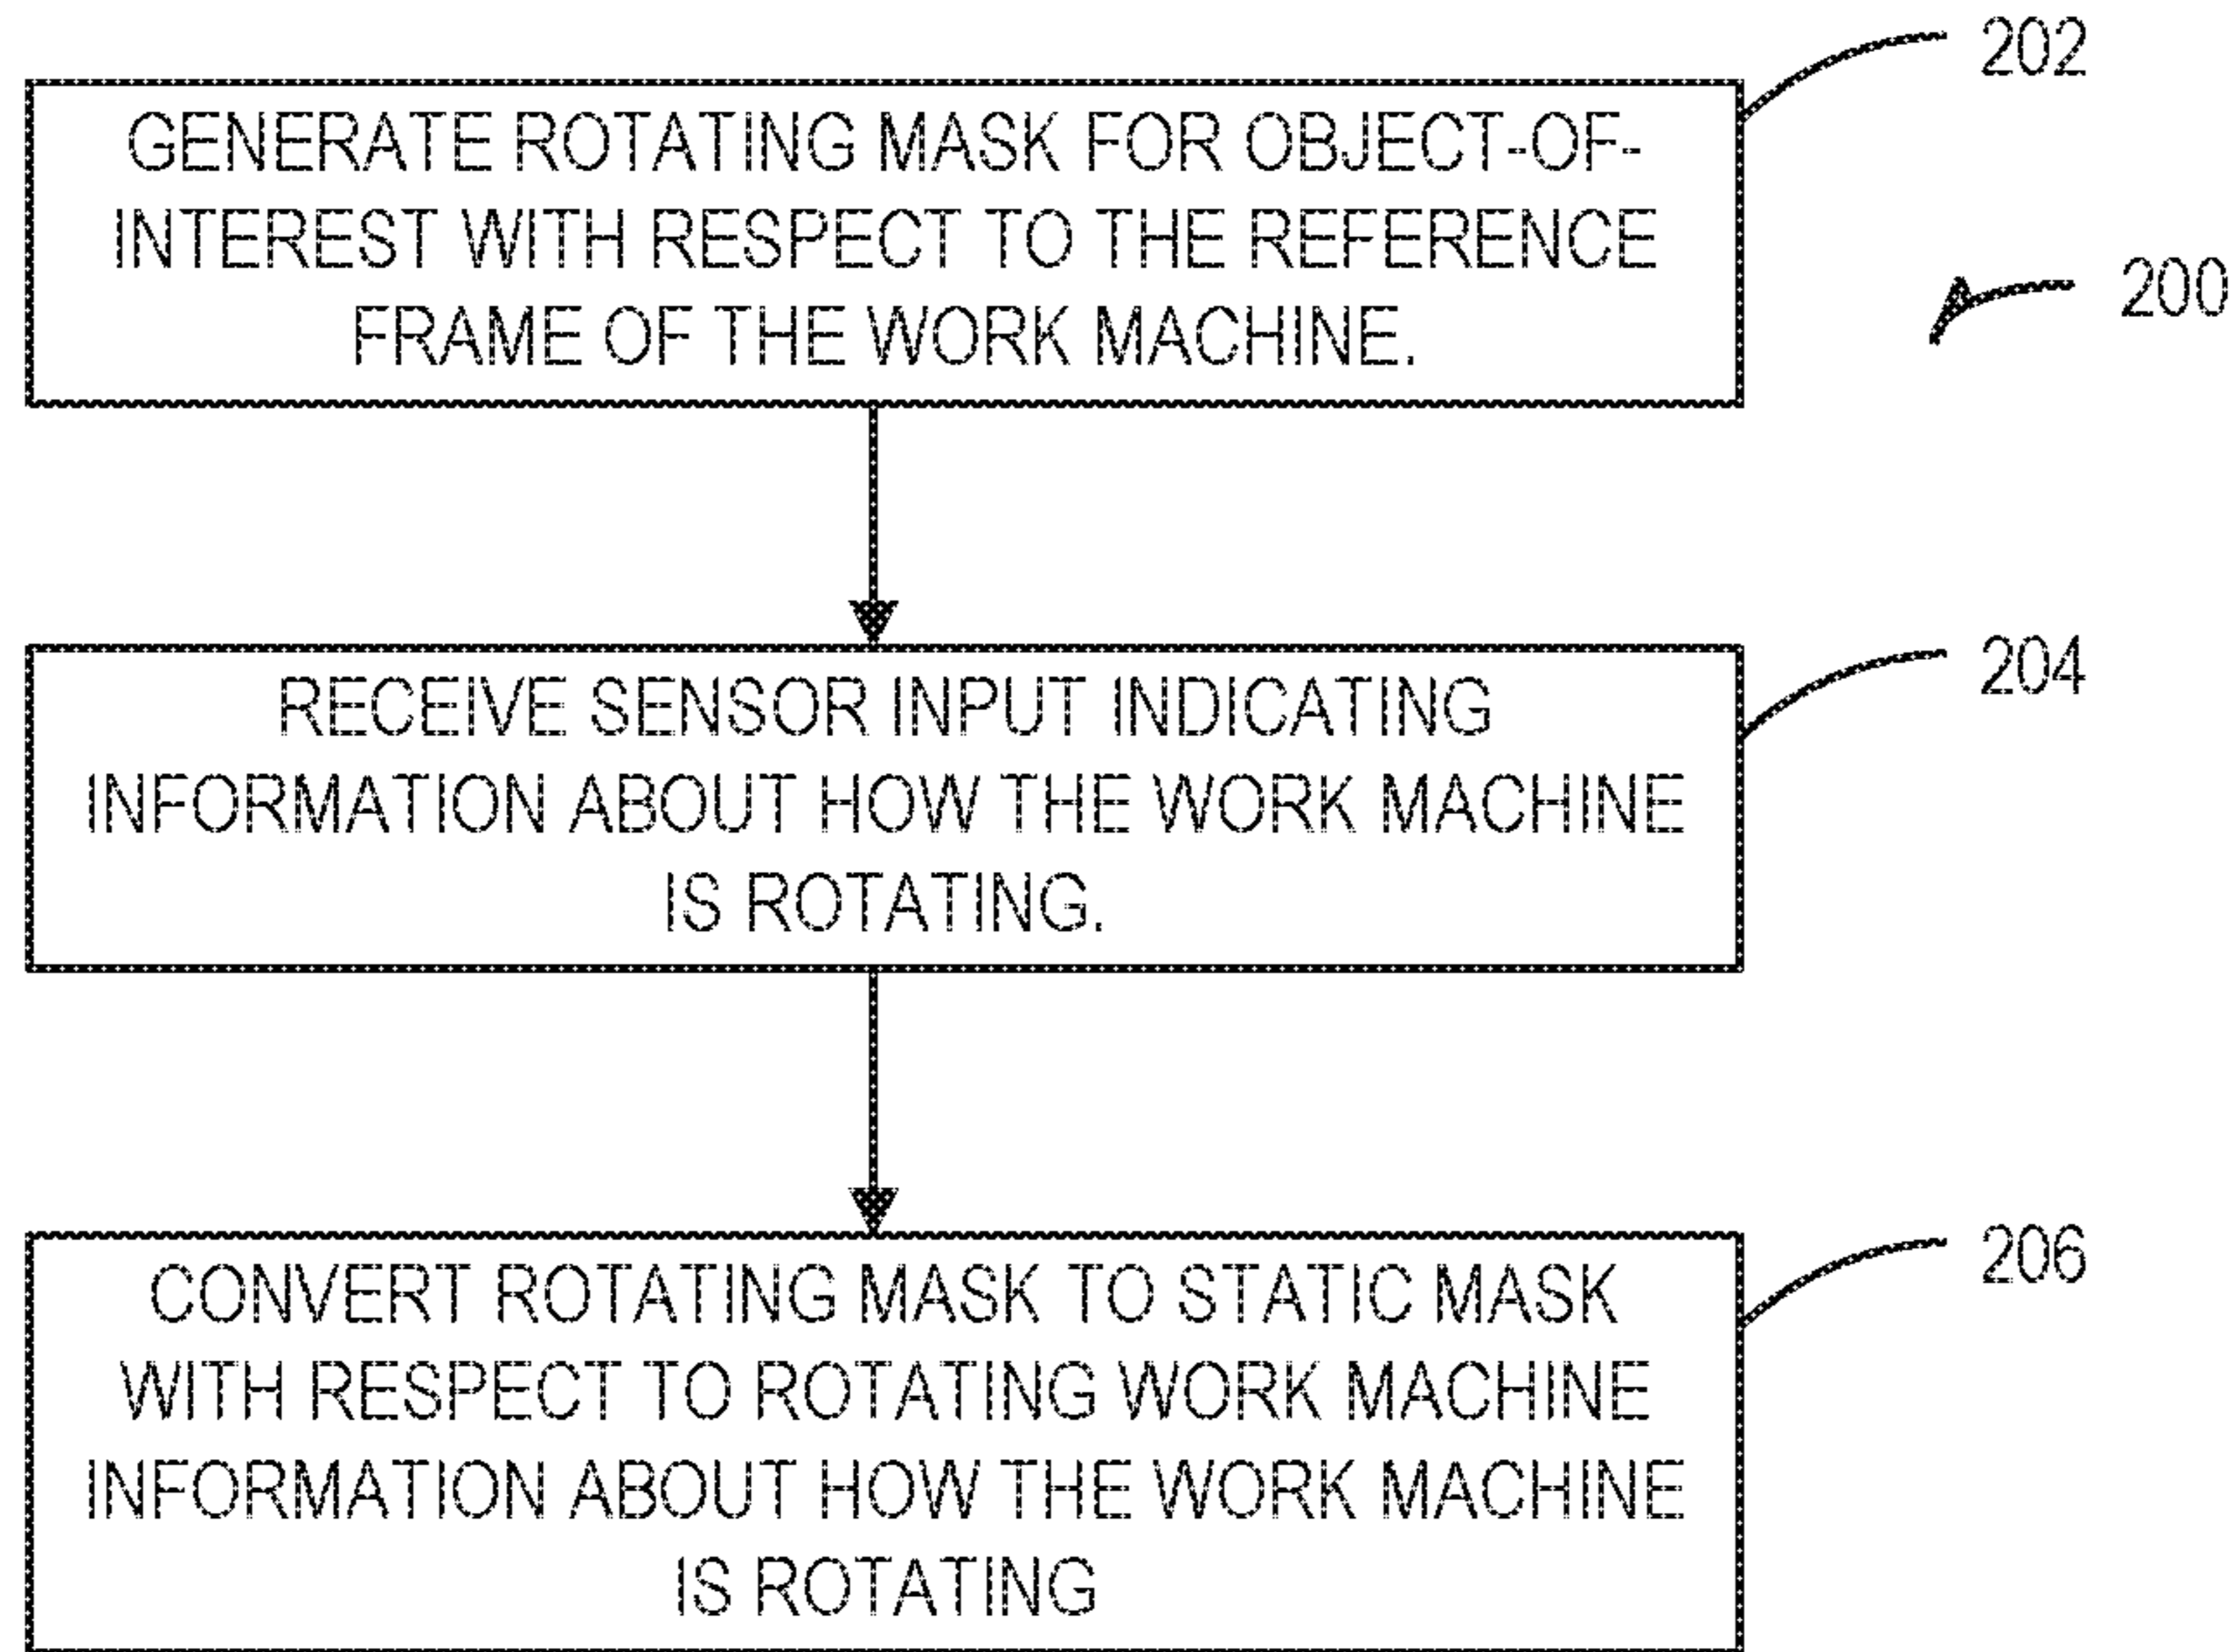 202
GENERATE ROTATING MASK FOR OBJECT-OF-
INTEREST WITH RESPECT TO THE REFERENCE
FRAME OF THE WORK MACHINE.
200
204
RECEIVE SENSOR INPUT INDICATING
INFORMATION ABOUT HOW THE WORK MACHINE
IS ROTATING.
206
CONVERT ROTATING MASK TO STATIC MASK
WITH RESPECT TO ROTATING WORK MACHINE
INFORMATION ABOUT HOW THE WORK MACHINE
IS ROTATING